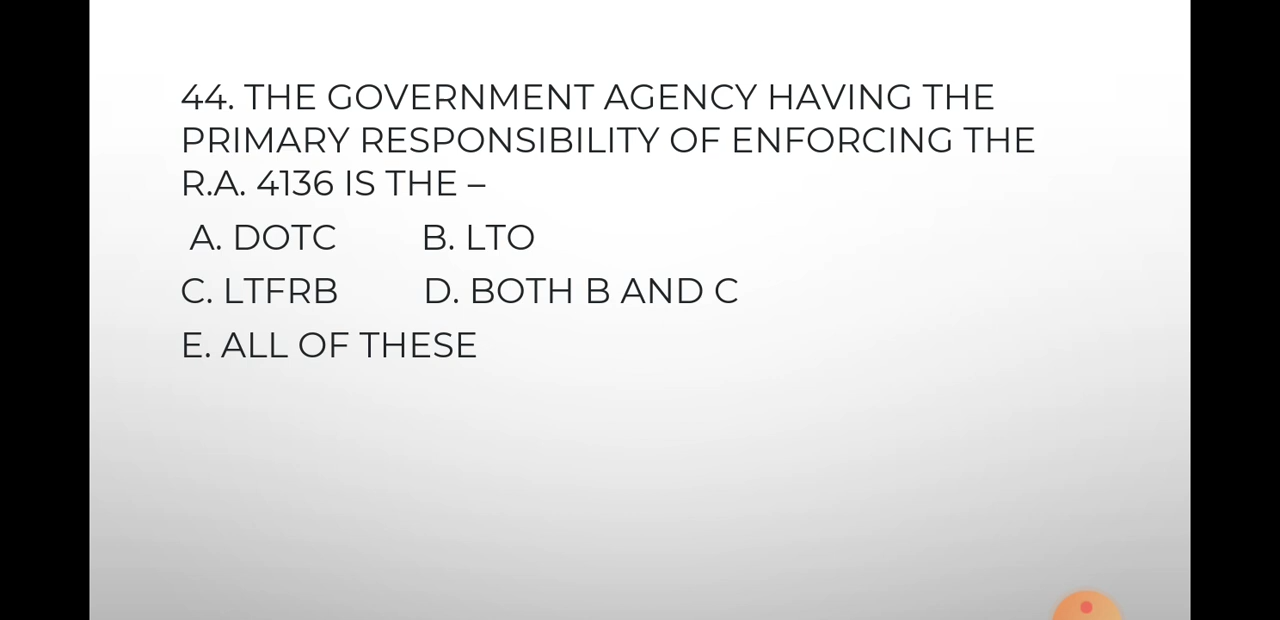 44. THE GOVERNMENT AGENCY HAVING THE
PRIMARY RESPONSIBILITY OF ENFORCING THE
R.A. 4136 IS THE –
A. DOTC B. LTO
C. LTFRB D. BOTH B AND C
E. ALL OF THESE